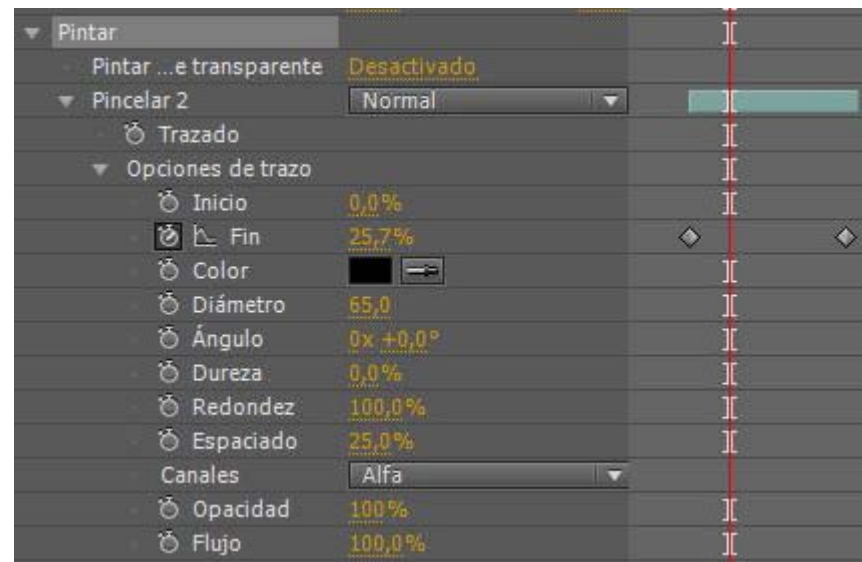 Pintar
Pintar ...e transparente Desactivado
Pincelar 2 Normal
Trazado
Opciones de trazo
Inicio 0,0%
Fin 25,7%
Color
Diámetro 65,0
Ángulo 0x +0,0°
Dureza 0,0%
Redondez 100,0%
Espaciado 25,0%
Canales Alfa
Opacidad 100%
Flujo 100,0%